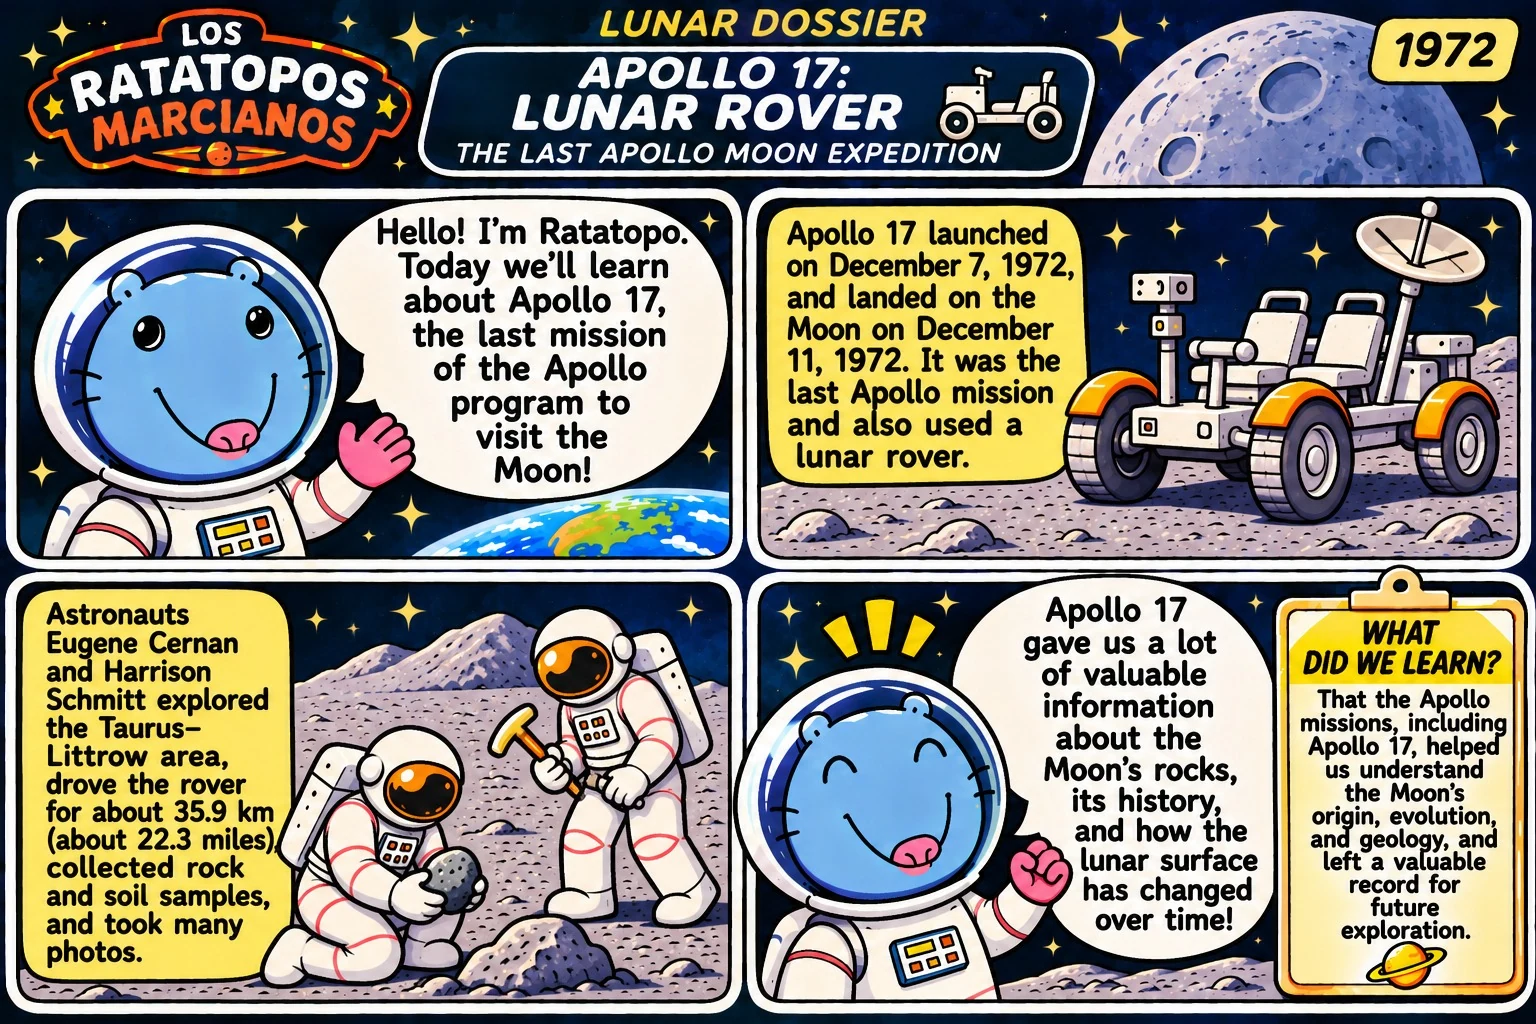 LOS
RATATOPOS
MARCIANOS
LUNAR DOSSIER
APOLLO 17:
LUNAR ROVER
THE LAST APOLLO MOON EXPEDITION
1972
Hello! I'm Ratatopo.
Today we'll learn
about Apollo 17,
the last mission
of the Apollo
program to
visit the
Moon!
Apollo 17 launched
on December 7, 1972,
and landed on the
Moon on December
11, 1972. It was the
last Apollo mission
and also used a
lunar rover.
Astronauts
Eugene Cernan
and Harrison
Schmitt explored
the Taurus–
Littrow area,
drove the rover
for about 35.9 km
(about 22.3 miles),
collected rock
and soil samples,
and took many
photos.
Apollo 17
gave us a lot
of valuable
information
about the
Moon's rocks,
its history,
and how the
lunar surface
has changed
over time!
WHAT
DID WE LEARN?
That the Apollo
missions, including
Apollo 17, helped
us understand
the Moon's
origin, evolution,
and geology, and
left a valuable
record for
future
exploration.